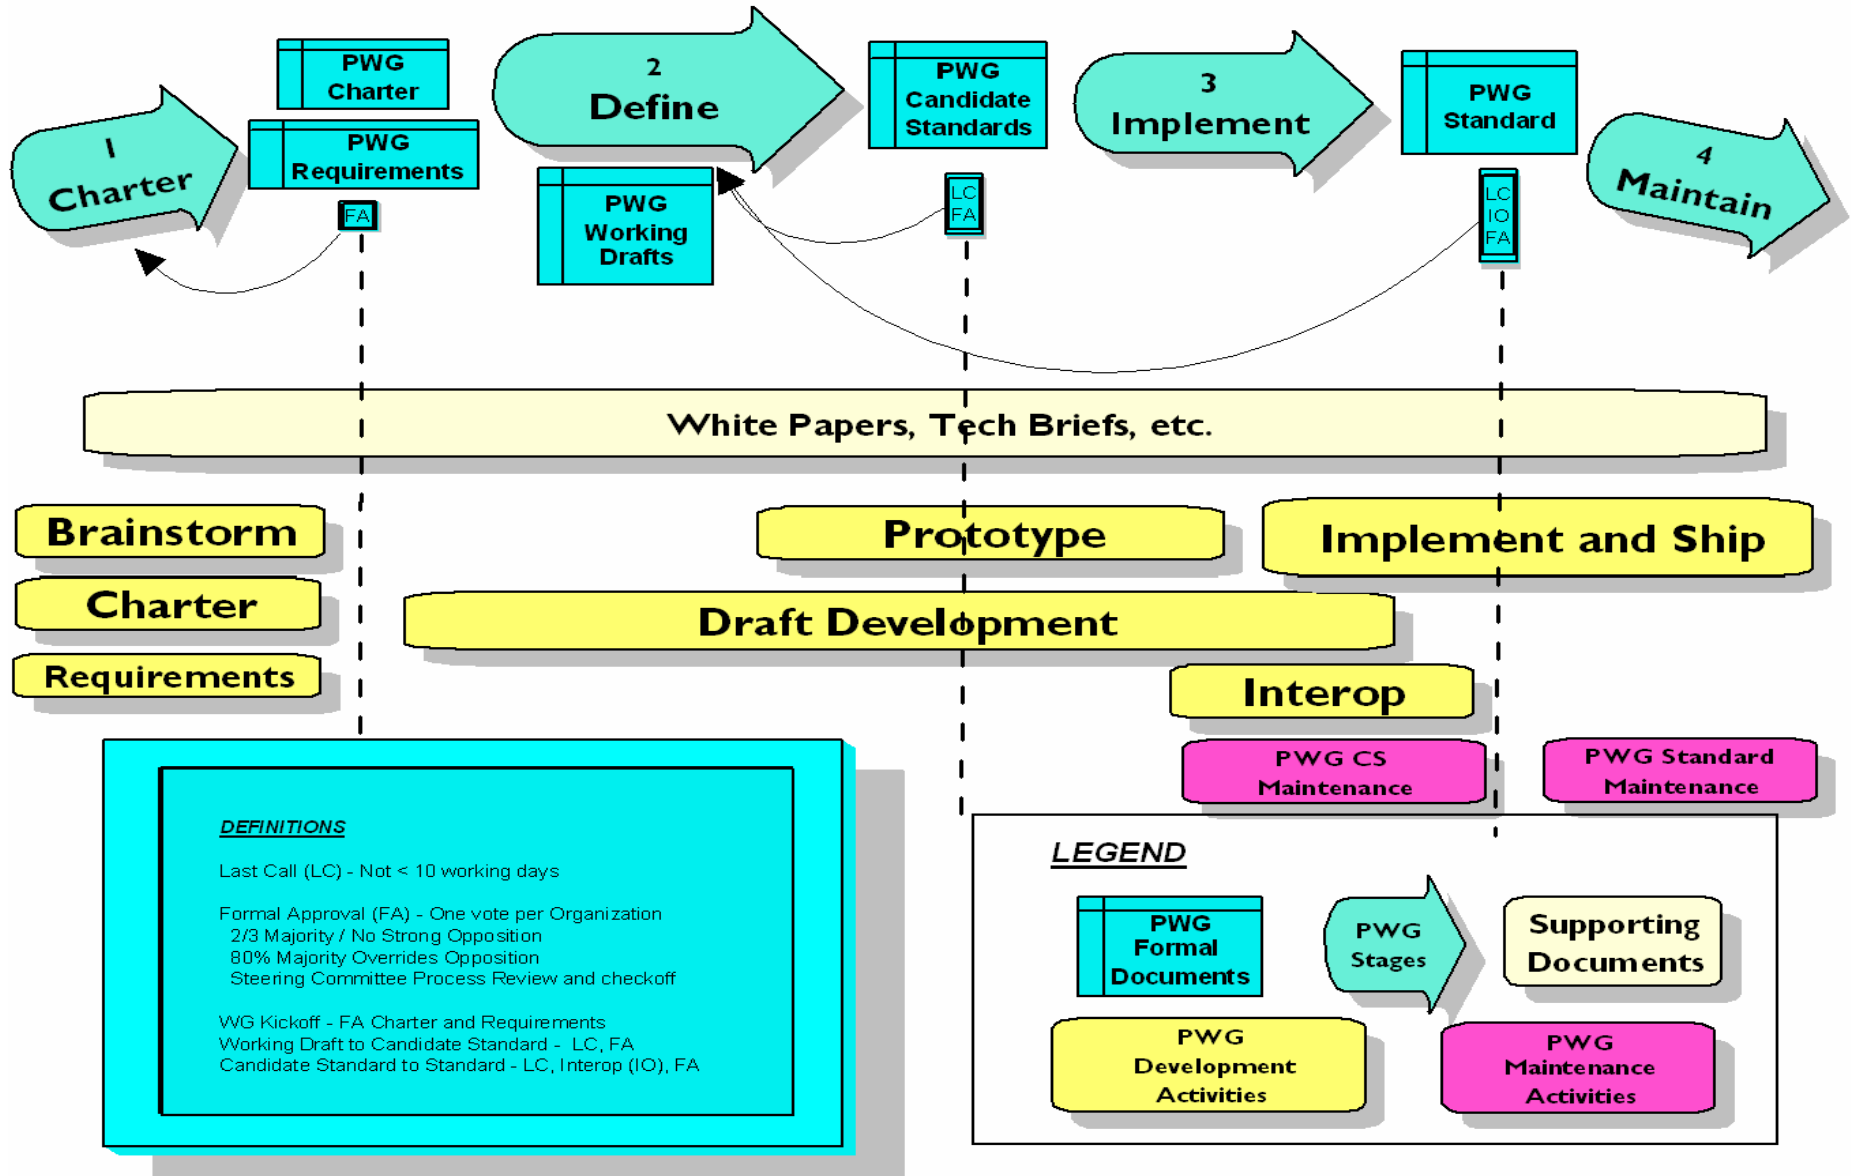 1
Charter
PWG
Charter
PWG
Requirements
FA
2
Define
PWG
Working
Drafts
PWG
Candidate
Standards
LC
FA
3
Implement
PWG
Standard
LC
IO
FA
4
Maintain
White Papers, Tech Briefs, etc.
Brainstorm
Charter
Requirements
Prototype
Implement and Ship
Draft Development
Interop
PWG CS
Maintenance
PWG Standard
Maintenance
DEFINITIONS
Last Call (LC) - Not < 10 working days
Formal Approval (FA) - One vote per Organization
2/3 Majority / No Strong Opposition
80% Majority Overrides Opposition
Steering Committee Process Review and checkoff
WG Kickoff - FA Charter and Requirements
Working Draft to Candidate Standard - LC, FA
Candidate Standard to Standard - LC, Interop (IO), FA
LEGEND
PWG
Formal
Documents
PWG
Stages
Supporting
Documents
PWG
Development
Activities
PWG
Maintenance
Activities